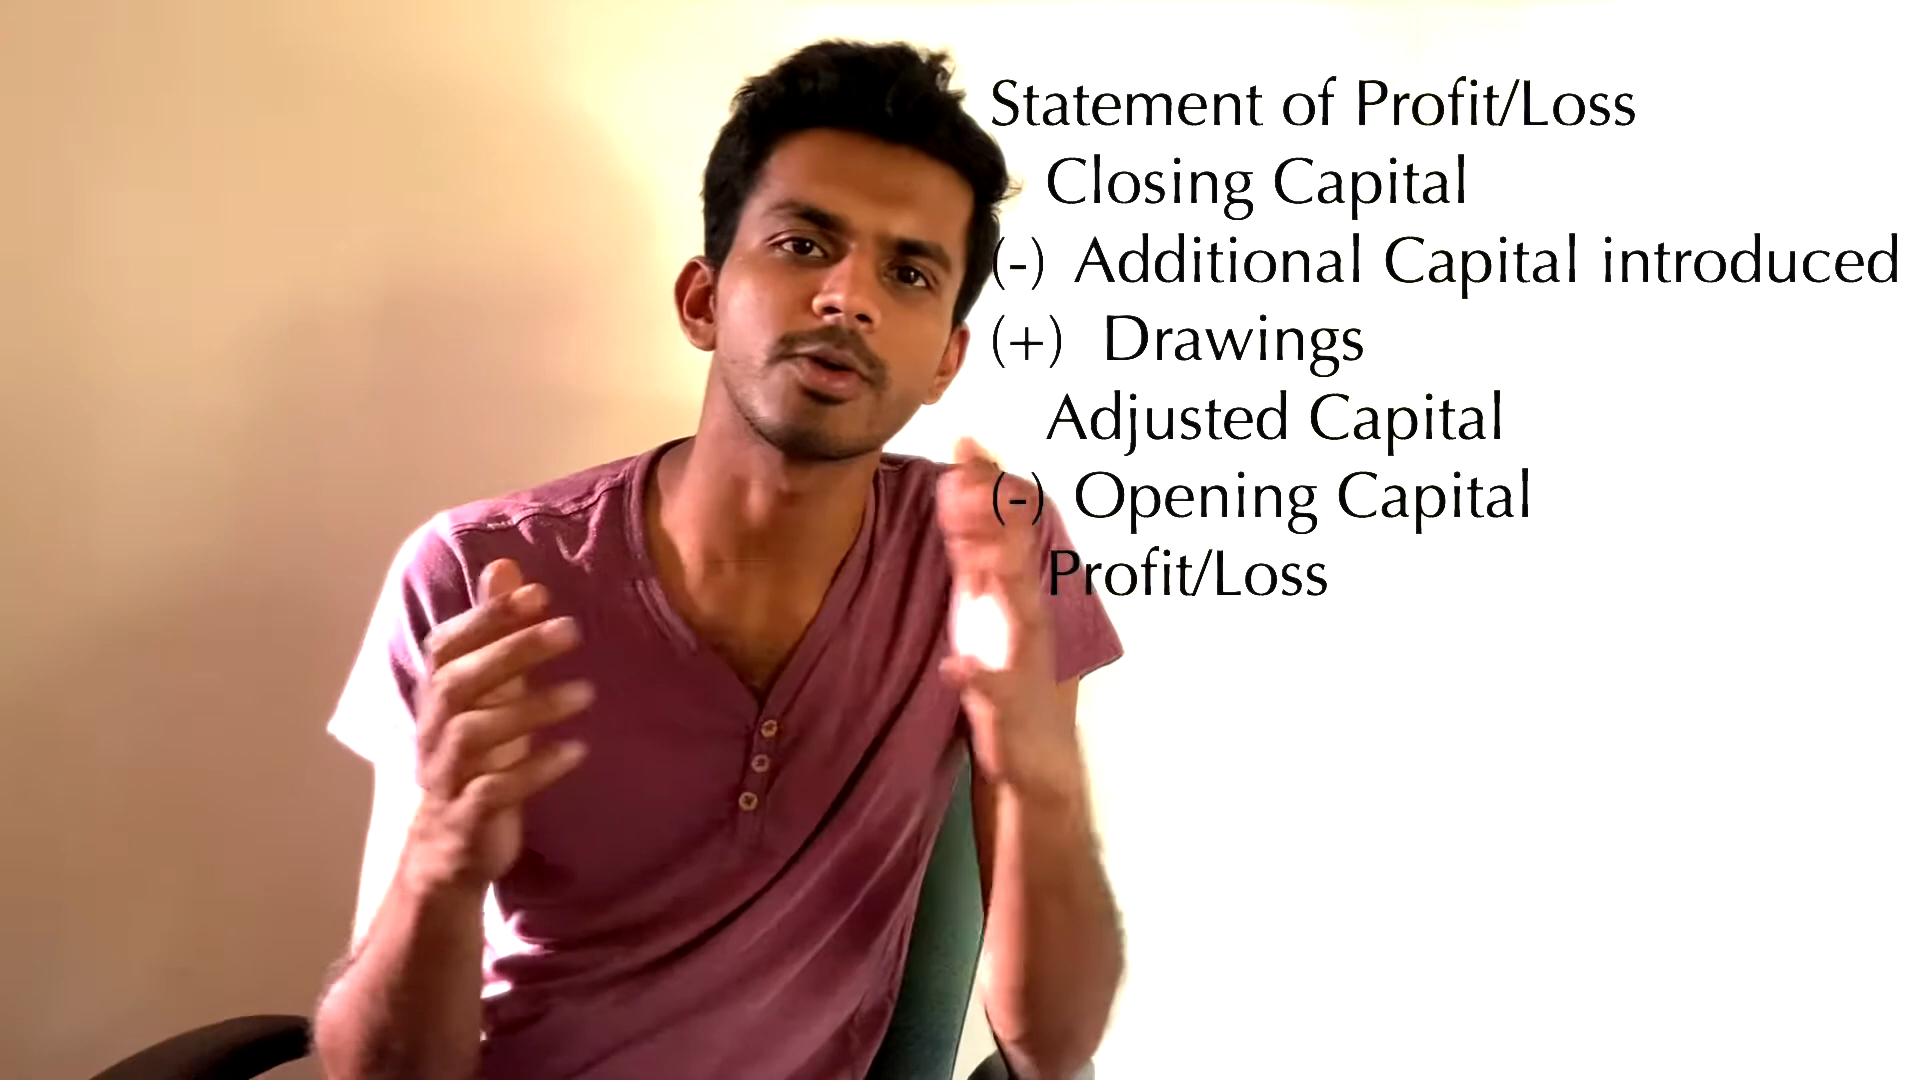 Statement of Profit/Loss
Closing Capital
(-) Additional Capital introduced
(+) Drawings
Adjusted Capital
(-) Opening Capital
Profit/Loss